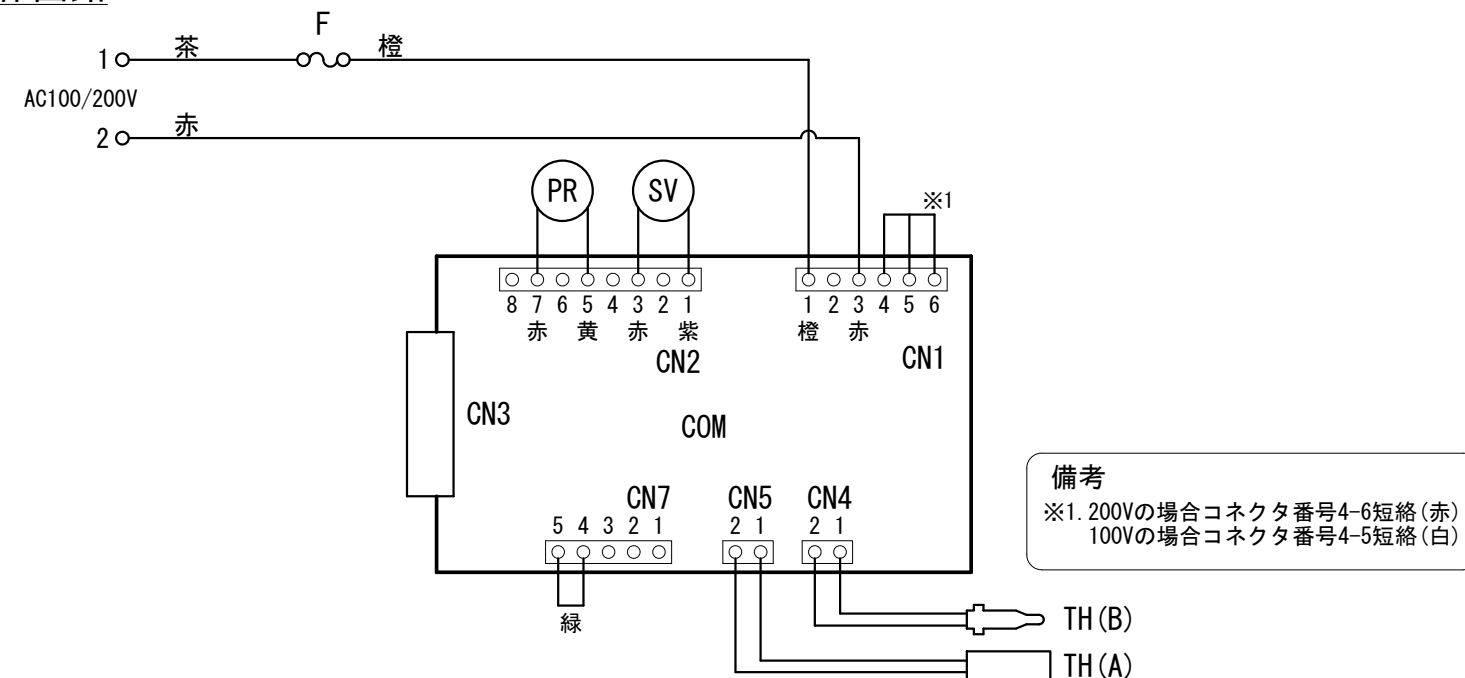 F
1 茶 橙
AC100/200V
2 赤
PR SV ※1
8 7 6 5 4 3 2 1 1 2 3 4 5 6
赤 黄 赤 紫 橙 赤
CN2 CN1
CN3
COM
備考
※1.200Vの場合コネクタ番号4-6短絡(赤)
100Vの場合コネクタ番号4-5短絡(白)
CN7 CN5 CN4
5 4 3 2 1 2 1 2 1
緑
TH(B)
TH(A)